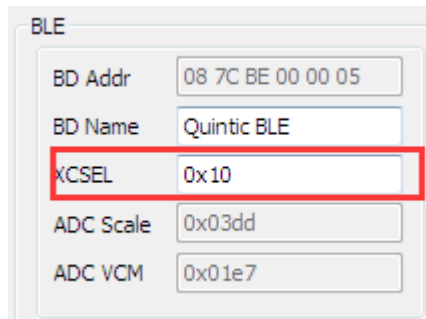 BLE
BD Addr 08 7C BE 00 00 05
BD Name Quintic BLE
XCSEL 0x10
ADC Scale 0x03dd
ADC VCM 0x01e7